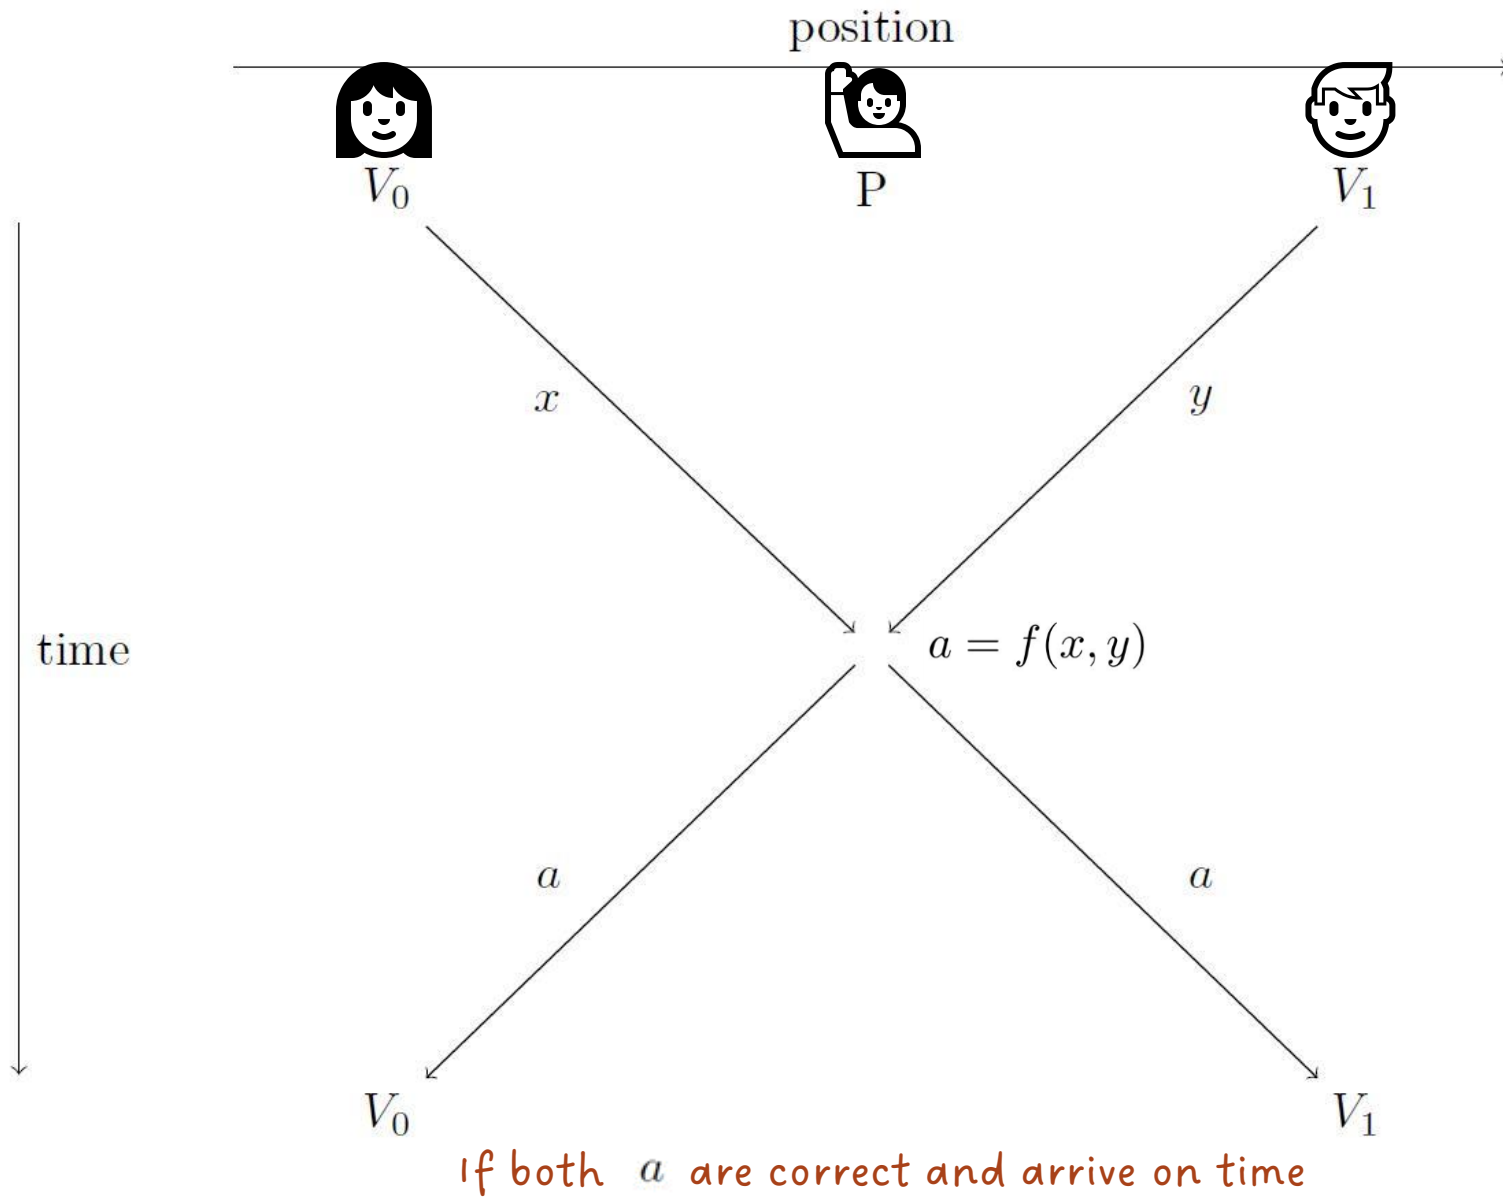 position
V₀ P V₁
x y
time
a = f(x, y)
a a
V₀ V₁
If both a are correct and arrive on time